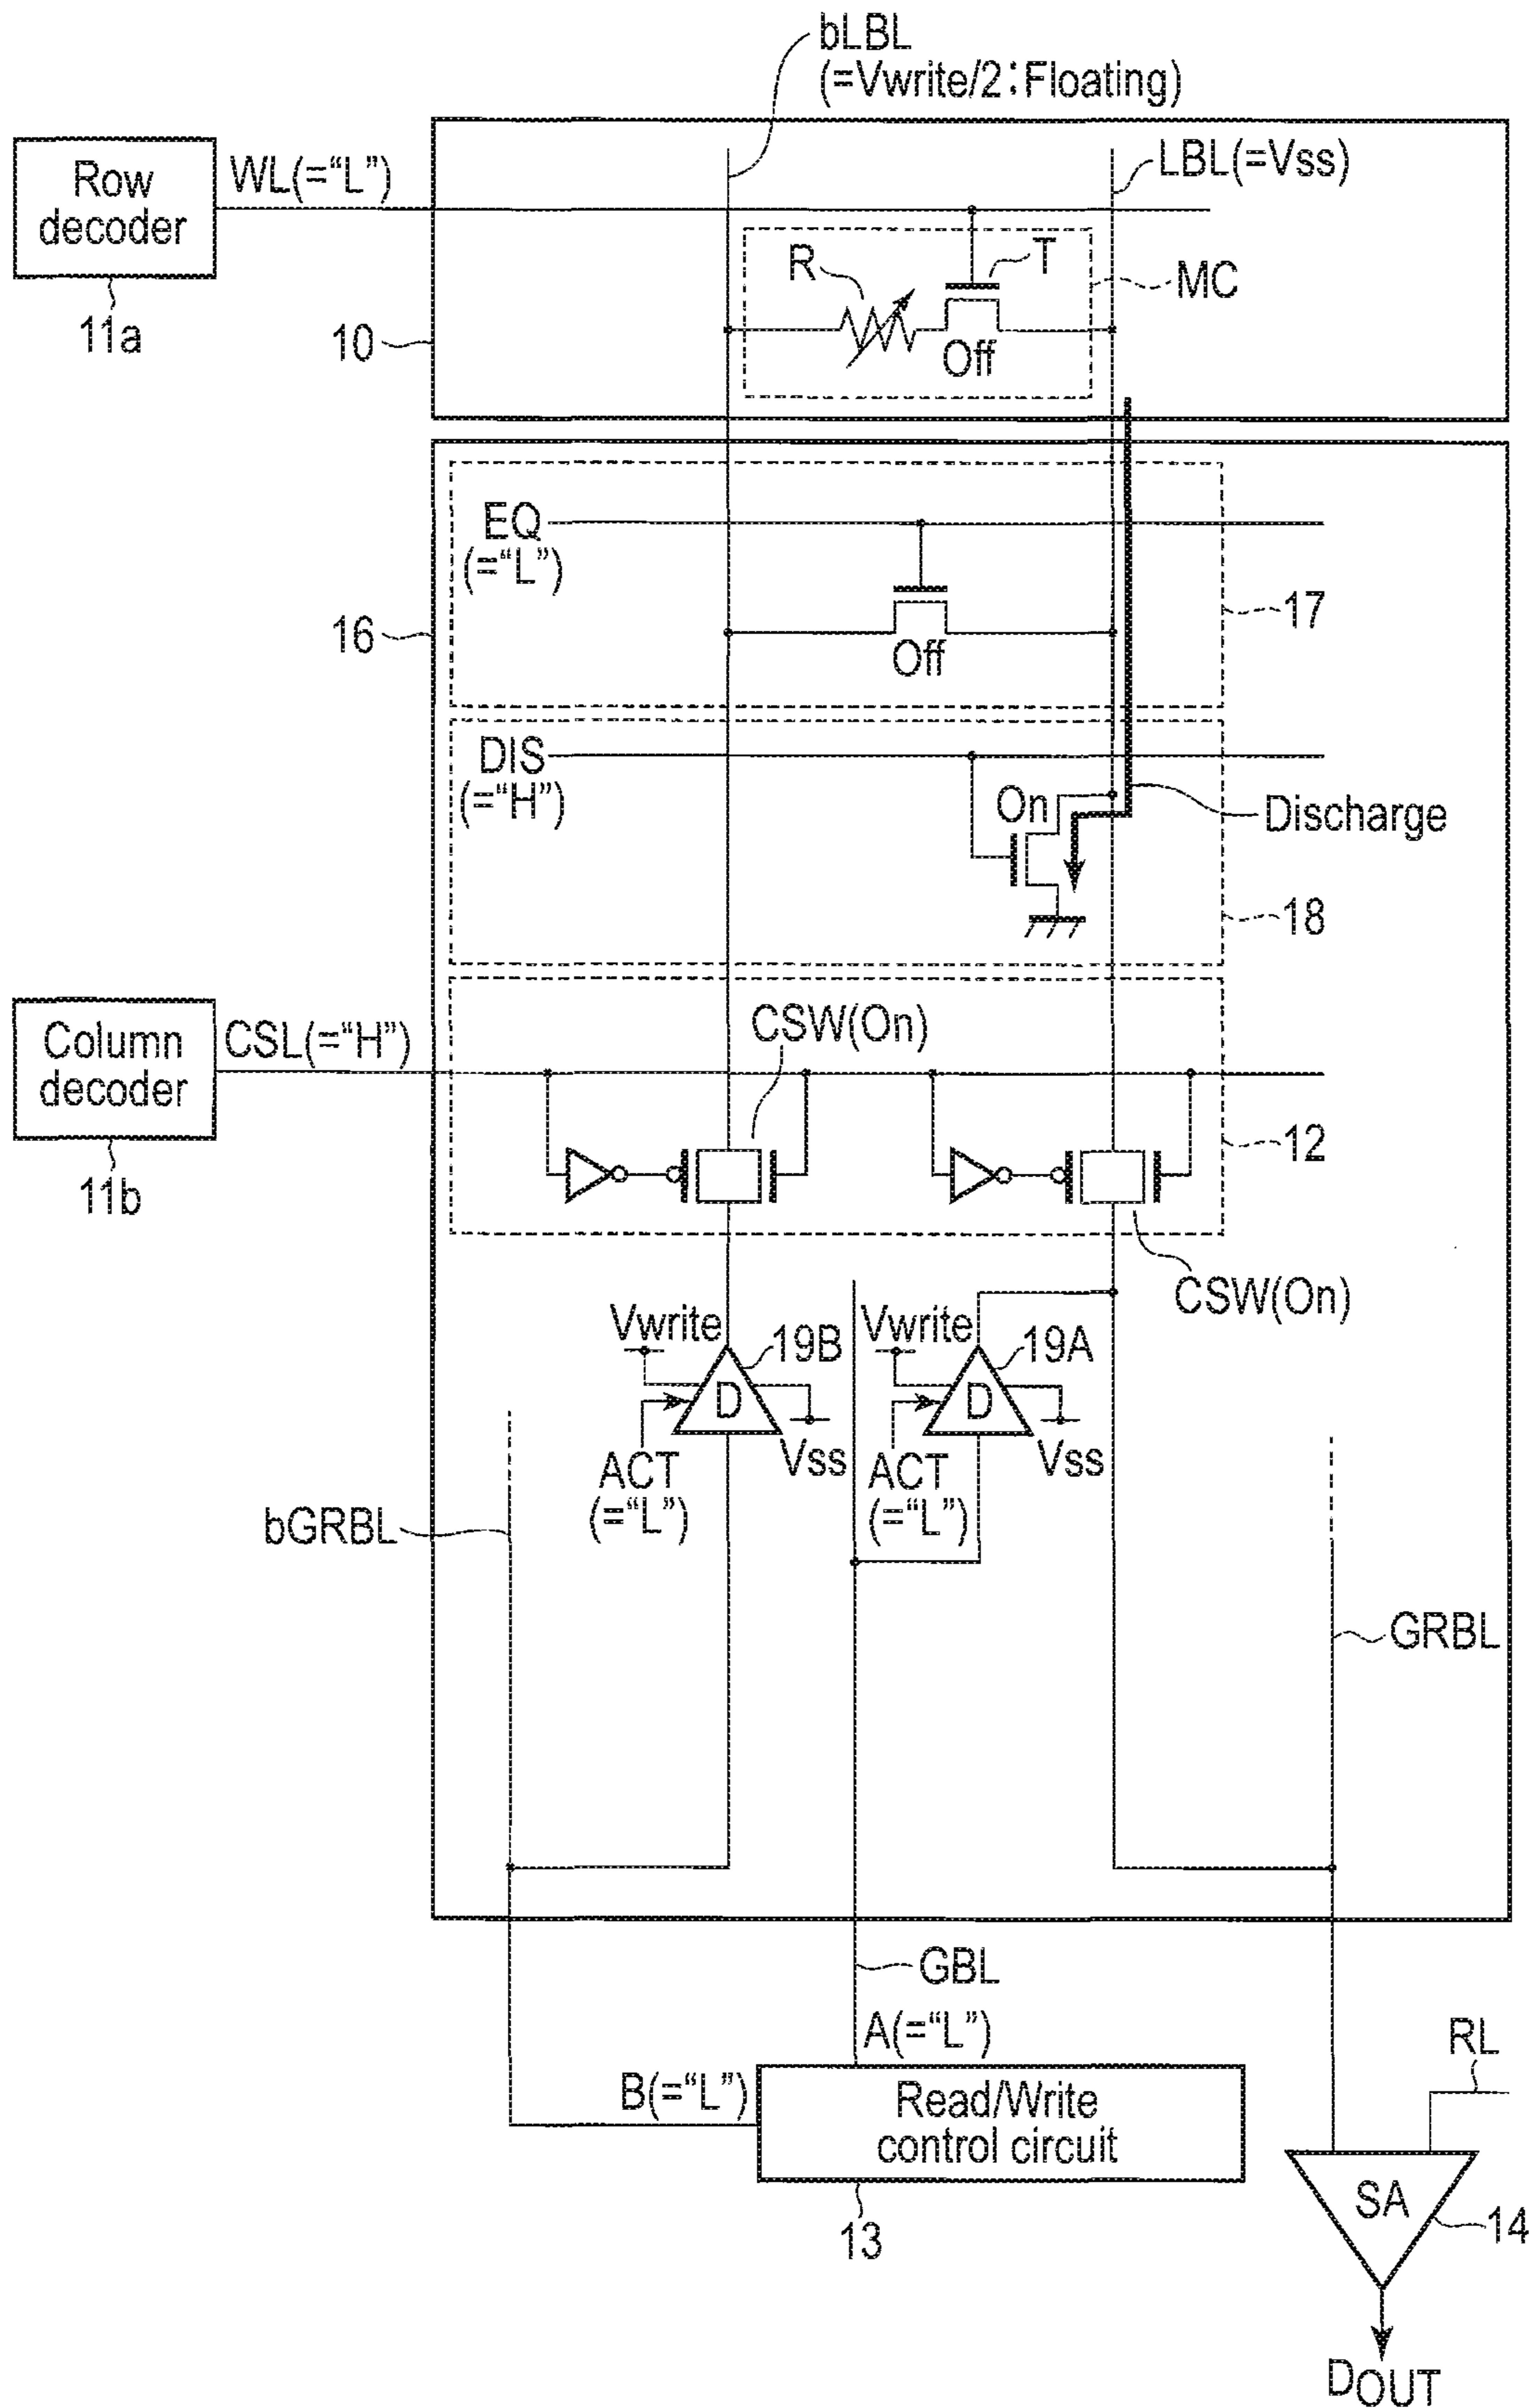 bLBL
(=Vwrite/2:Floating)
Row
decoder
WL(="L")
LBL(=Vss)
11a
10
R
T
MC
Off
EQ
(="L")
16
17
Off
DIS
(="H")
On
Discharge
18
Column
decoder
CSL(="H")
CSW(On)
12
11b
CSW(On)
Vwrite
19B
Vwrite
19A
D
D
ACT
(="L")
Vss
ACT
(="L")
Vss
bGRBL
GRBL
GBL
A(="L")
RL
B(="L")
Read/Write
control circuit
SA
14
13
DOUT